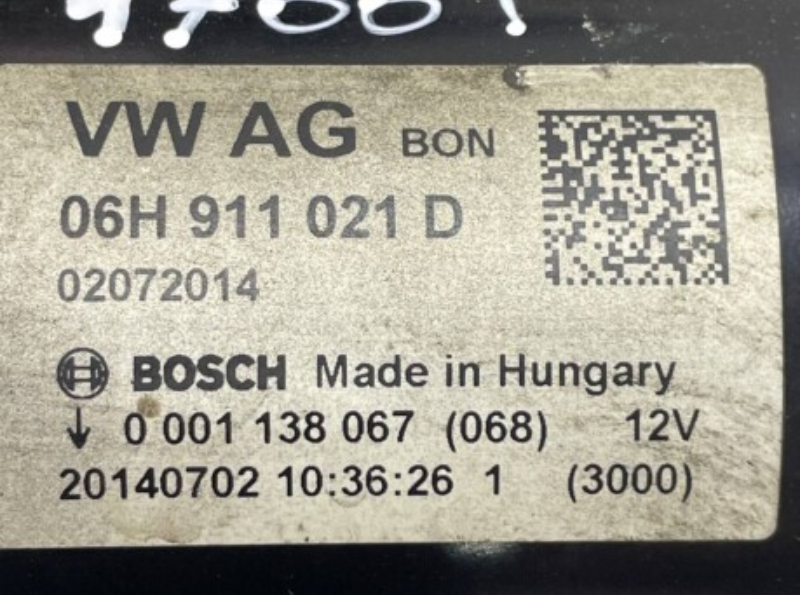 VW AG BON
06H 911 021 D
02072014
BOSCH Made in Hungary
↓ 0 001 138 067 (068) 12V
20140702 10:36:26 1 (3000)